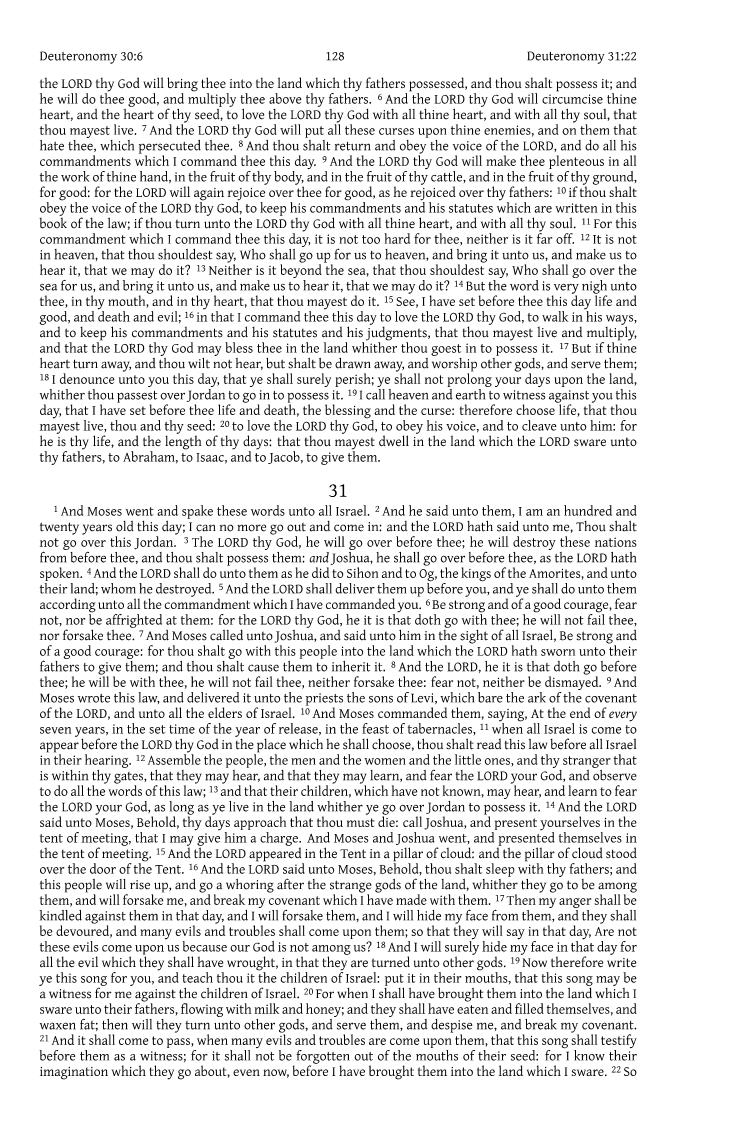 Deuteronomy 30:6 128 Deuteronomy 31:22
the LORD thy God will bring thee into the land which thy fathers possessed, and thou shalt possess it; and
he will do thee good, and multiply thee above thy fathers. 6 And the LORD thy God will circumcise thine
heart, and the heart of thy seed, to love the LORD thy God with all thine heart, and with all thy soul, that
thou mayest live. 7 And the LORD thy God will put all these curses upon thine enemies, and on them that
hate thee, which persecuted thee. 8 And thou shalt return and obey the voice of the LORD, and do all his
commandments which I command thee this day. 9 And the LORD thy God will make thee plenteous in all
the work of thine hand, in the fruit of thy body, and in the fruit of thy cattle, and in the fruit of thy ground,
for good: for the LORD will again rejoice over thee for good, as he rejoiced over thy fathers: 10 if thou shalt
obey the voice of the LORD thy God, to keep his commandments and his statutes which are written in this
book of the law; if thou turn unto the LORD thy God with all thine heart, and with all thy soul. 11 For this
commandment which I command thee this day, it is not too hard for thee, neither is it far off. 12 It is not
in heaven, that thou shouldest say, Who shall go up for us to heaven, and bring it unto us, and make us to
hear it, that we may do it? 13 Neither is it beyond the sea, that thou shouldest say, Who shall go over the
sea for us, and bring it unto us, and make us to hear it, that we may do it? 14 But the word is very nigh unto
thee, in thy mouth, and in thy heart, that thou mayest do it. 15 See, I have set before thee this day life and
good, and death and evil; 16 in that I command thee this day to love the LORD thy God, to walk in his ways,
and to keep his commandments and his statutes and his judgments, that thou mayest live and multiply,
and that the LORD thy God may bless thee in the land whither thou goest in to possess it. 17 But if thine
heart turn away, and thou wilt not hear, but shalt be drawn away, and worship other gods, and serve them;
18 I denounce unto you this day, that ye shall surely perish; ye shall not prolong your days upon the land,
whither thou passest over Jordan to go in to possess it. 19 I call heaven and earth to witness against you this
day, that I have set before thee life and death, the blessing and the curse: therefore choose life, that thou
mayest live, thou and thy seed: 20 to love the LORD thy God, to obey his voice, and to cleave unto him: for
he is thy life, and the length of thy days: that thou mayest dwell in the land which the LORD sware unto
thy fathers, to Abraham, to Isaac, and to Jacob, to give them.
31
1 And Moses went and spake these words unto all Israel. 2 And he said unto them, I am an hundred and
twenty years old this day; I can no more go out and come in: and the LORD hath said unto me, Thou shalt
not go over this Jordan. 3 The LORD thy God, he will go over before thee; he will destroy these nations
from before thee, and thou shalt possess them: and Joshua, he shall go over before thee, as the LORD hath
spoken. 4 And the LORD shall do unto them as he did to Sihon and to Og, the kings of the Amorites, and unto
their land; whom he destroyed. 5 And the LORD shall deliver them up before you, and ye shall do unto them
according unto all the commandment which I have commanded you. 6 Be strong and of a good courage, fear
not, nor be affrighted at them: for the LORD thy God, he it is that doth go with thee; he will not fail thee,
nor forsake thee. 7 And Moses called unto Joshua, and said unto him in the sight of all Israel, Be strong and
of a good courage: for thou shalt go with this people into the land which the LORD hath sworn unto their
fathers to give them; and thou shalt cause them to inherit it. 8 And the LORD, he it is that doth go before
thee; he will be with thee, he will not fail thee, neither forsake thee: fear not, neither be dismayed. 9 And
Moses wrote this law, and delivered it unto the priests the sons of Levi, which bare the ark of the covenant
of the LORD, and unto all the elders of Israel. 10 And Moses commanded them, saying, At the end of every
seven years, in the set time of the year of release, in the feast of tabernacles, 11 when all Israel is come to
appear before the LORD thy God in the place which he shall choose, thou shalt read this law before all Israel
in their hearing. 12 Assemble the people, the men and the women and the little ones, and thy stranger that
is within thy gates, that they may hear, and that they may learn, and fear the LORD your God, and observe
to do all the words of this law; 13 and that their children, which have not known, may hear, and learn to fear
the LORD your God, as long as ye live in the land whither ye go over Jordan to possess it. 14 And the LORD
said unto Moses, Behold, thy days approach that thou must die: call Joshua, and present yourselves in the
tent of meeting, that I may give him a charge. And Moses and Joshua went, and presented themselves in
the tent of meeting. 15 And the LORD appeared in the Tent in a pillar of cloud: and the pillar of cloud stood
over the door of the Tent. 16 And the LORD said unto Moses, Behold, thou shalt sleep with thy fathers; and
this people will rise up, and go a whoring after the strange gods of the land, whither they go to be among
them, and will forsake me, and break my covenant which I have made with them. 17 Then my anger shall be
kindled against them in that day, and I will forsake them, and I will hide my face from them, and they shall
be devoured, and many evils and troubles shall come upon them; so that they will say in that day, Are not
these evils come upon us because our God is not among us? 18 And I will surely hide my face in that day for
all the evil which they shall have wrought, in that they are turned unto other gods. 19 Now therefore write
ye this song for you, and teach thou it the children of Israel: put it in their mouths, that this song may be
a witness for me against the children of Israel. 20 For when I shall have brought them into the land which I
sware unto their fathers, flowing with milk and honey; and they shall have eaten and filled themselves, and
waxen fat; then will they turn unto other gods, and serve them, and despise me, and break my covenant.
21 And it shall come to pass, when many evils and troubles are come upon them, that this song shall testify
before them as a witness; for it shall not be forgotten out of the mouths of their seed: for I know their
imagination which they go about, even now, before I have brought them into the land which I sware. 22 So